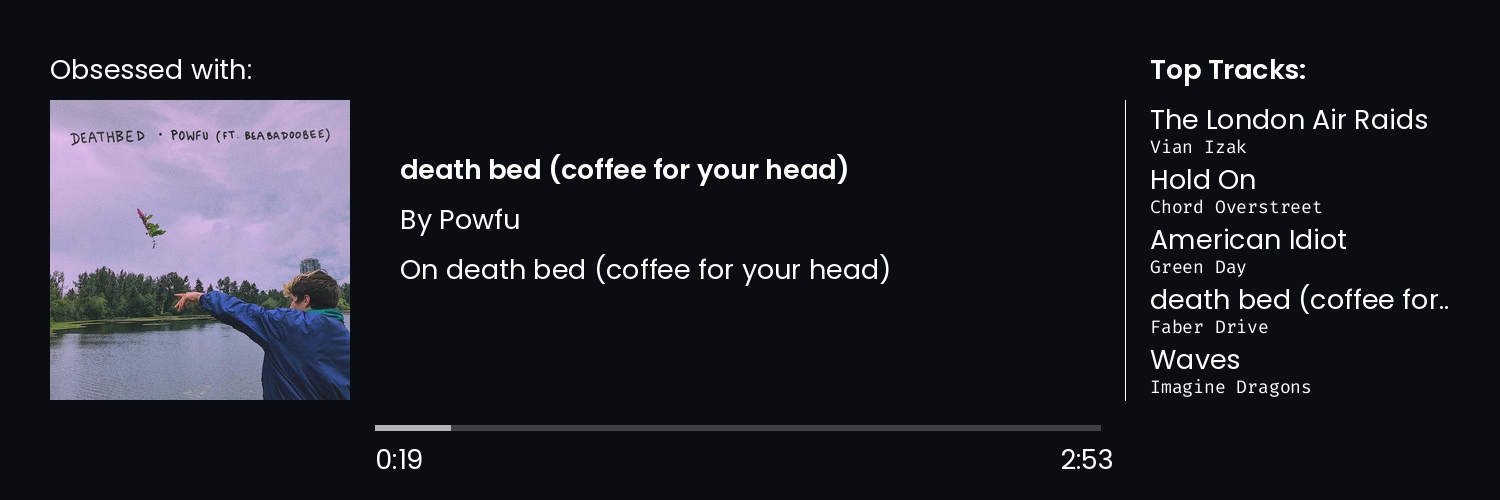 Obsessed with:
DEATHBED · POWFU (FT. BEABADOOBEE)
death bed (coffee for your head)
By Powfu
On death bed (coffee for your head)
0:19
2:53
Top Tracks:
The London Air Raids
Vian Izak
Hold On
Chord Overstreet
American Idiot
Green Day
death bed (coffee for..
Faber Drive
Waves
Imagine Dragons